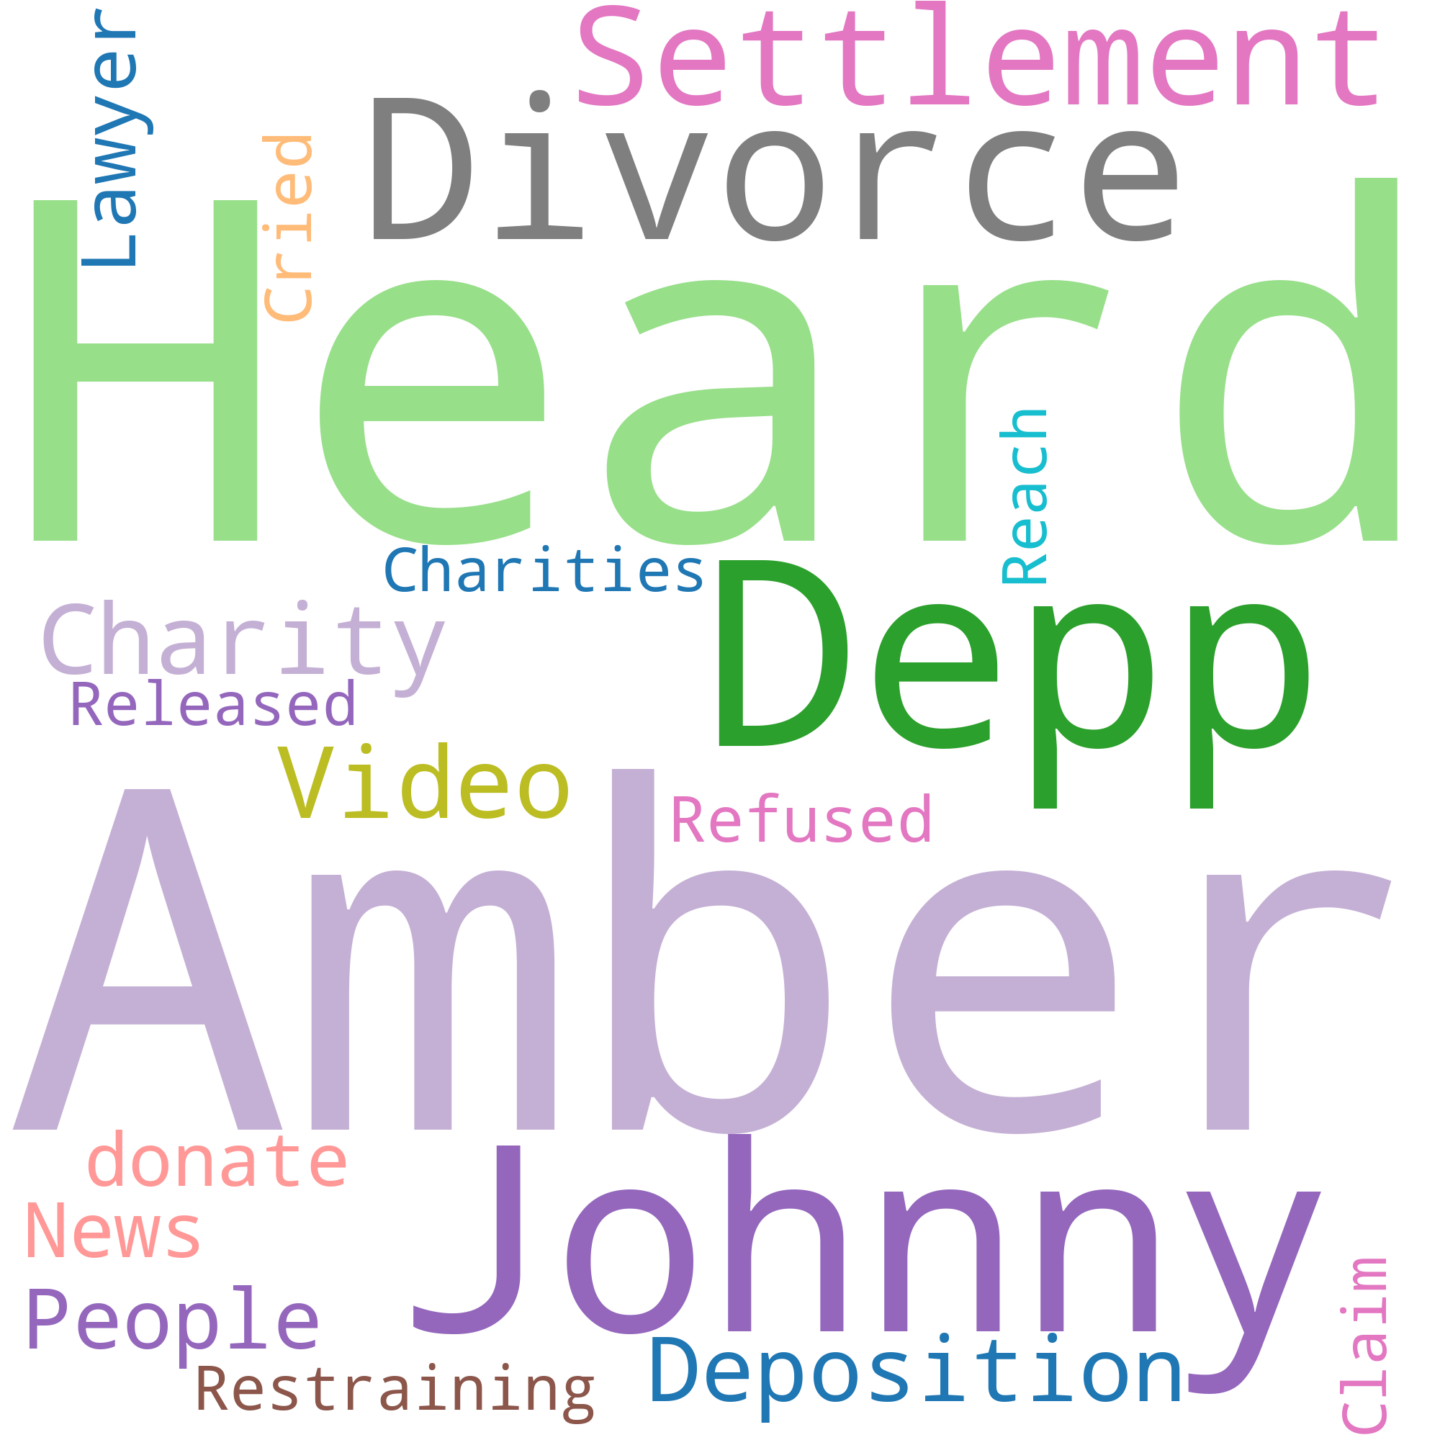 Settlement
Lawyer
Divorce
Cried
Heard
Reach
Charities
Depp
Charity
Released
Video
Refused
Amber
donate
Johnny
News
People
Claim
Deposition
Restraining